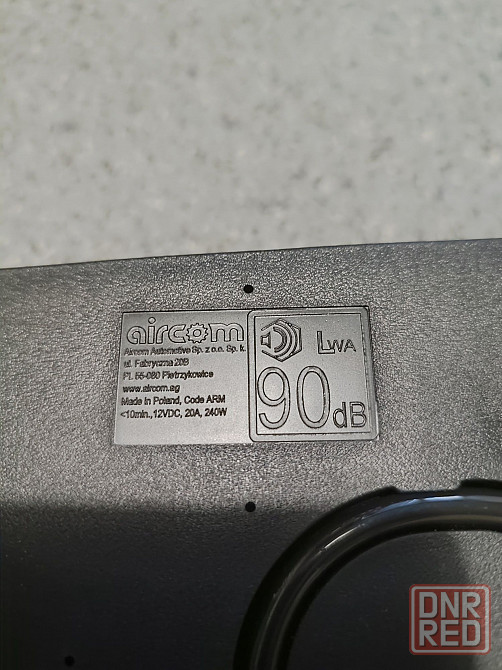 aircom
Aircom Automotive Sp. z o.o. Sp. k.
ul. Fabryczna 20B
PL 55-080 Pietrzykowice
www.aircom.ag
Made in Poland, Code ARM
<10min.,12VDC, 20A, 240W
LWA
90dB
DNR
RED